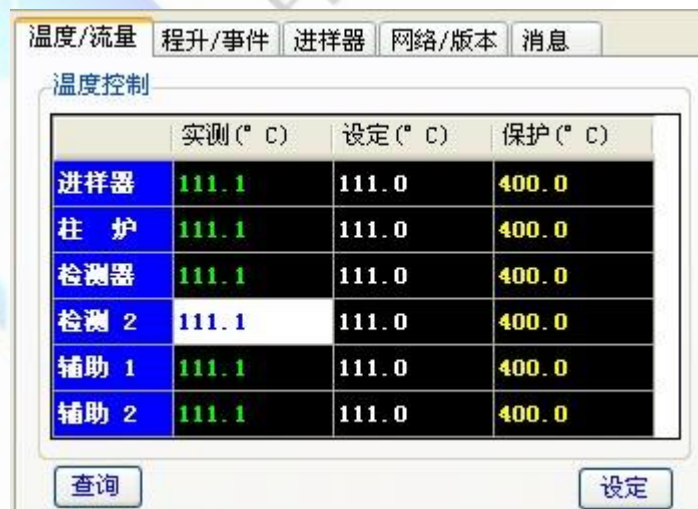 温度/流量 程升/事件 进样器 网络/版本 消息
温度控制
实测(° C) 设定(° C) 保护(° C)
进样器 111.1 111.0 400.0
柱 炉 111.1 111.0 400.0
检测器 111.1 111.0 400.0
检测 2 111.1 111.0 400.0
辅助 1 111.1 111.0 400.0
辅助 2 111.1 111.0 400.0
查询 设定